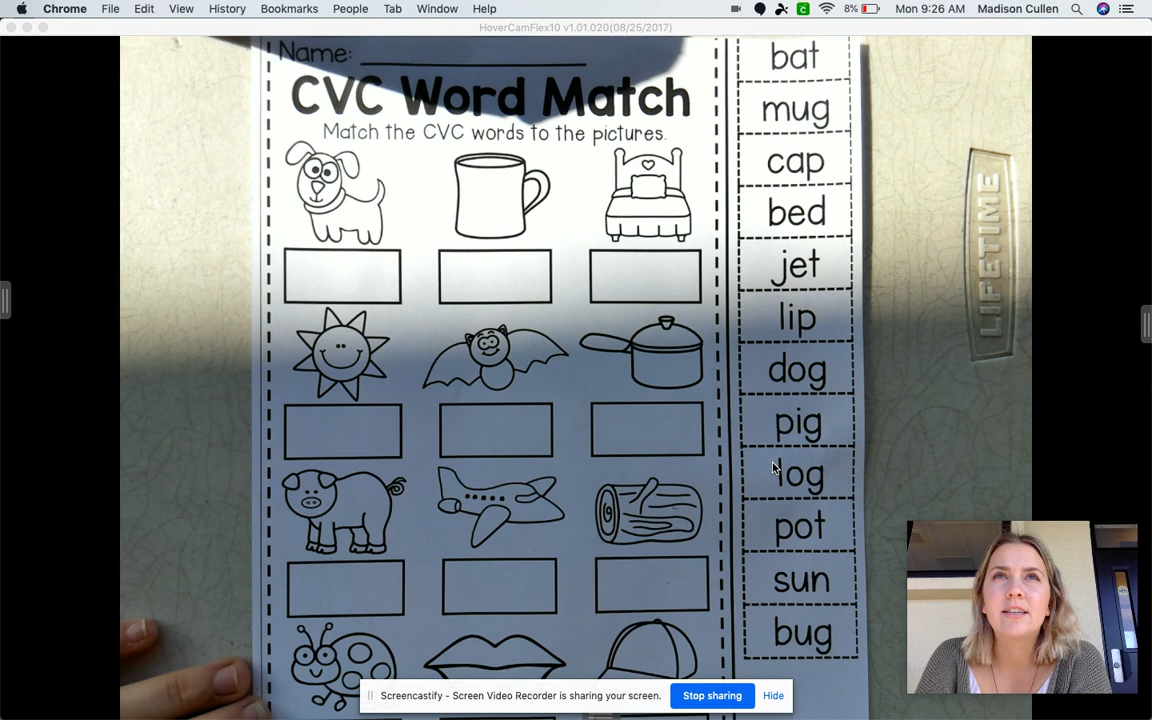 Chrome File Edit View History Bookmarks People Tab Window Help 8% Mon 9:26 AM Madison Cullen
HoverCamFlex10 v1.01.020(08/25/2017)
Name:
CVC Word Match
Match the CVC words to the pictures.
bat
mug
cap
bed
jet
lip
dog
pig
log
pot
sun
bug
LIFETIME
Screencastify - Screen Video Recorder is sharing your screen. Stop sharing Hide